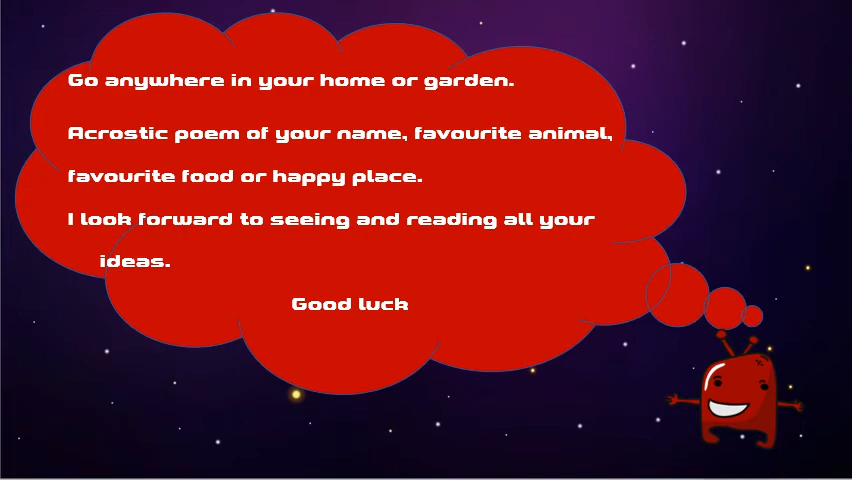 Go anywhere in your home or garden.
Acrostic poem of your name, favourite animal,
favourite food or happy place.
I look forward to seeing and reading all your
ideas.
Good luck